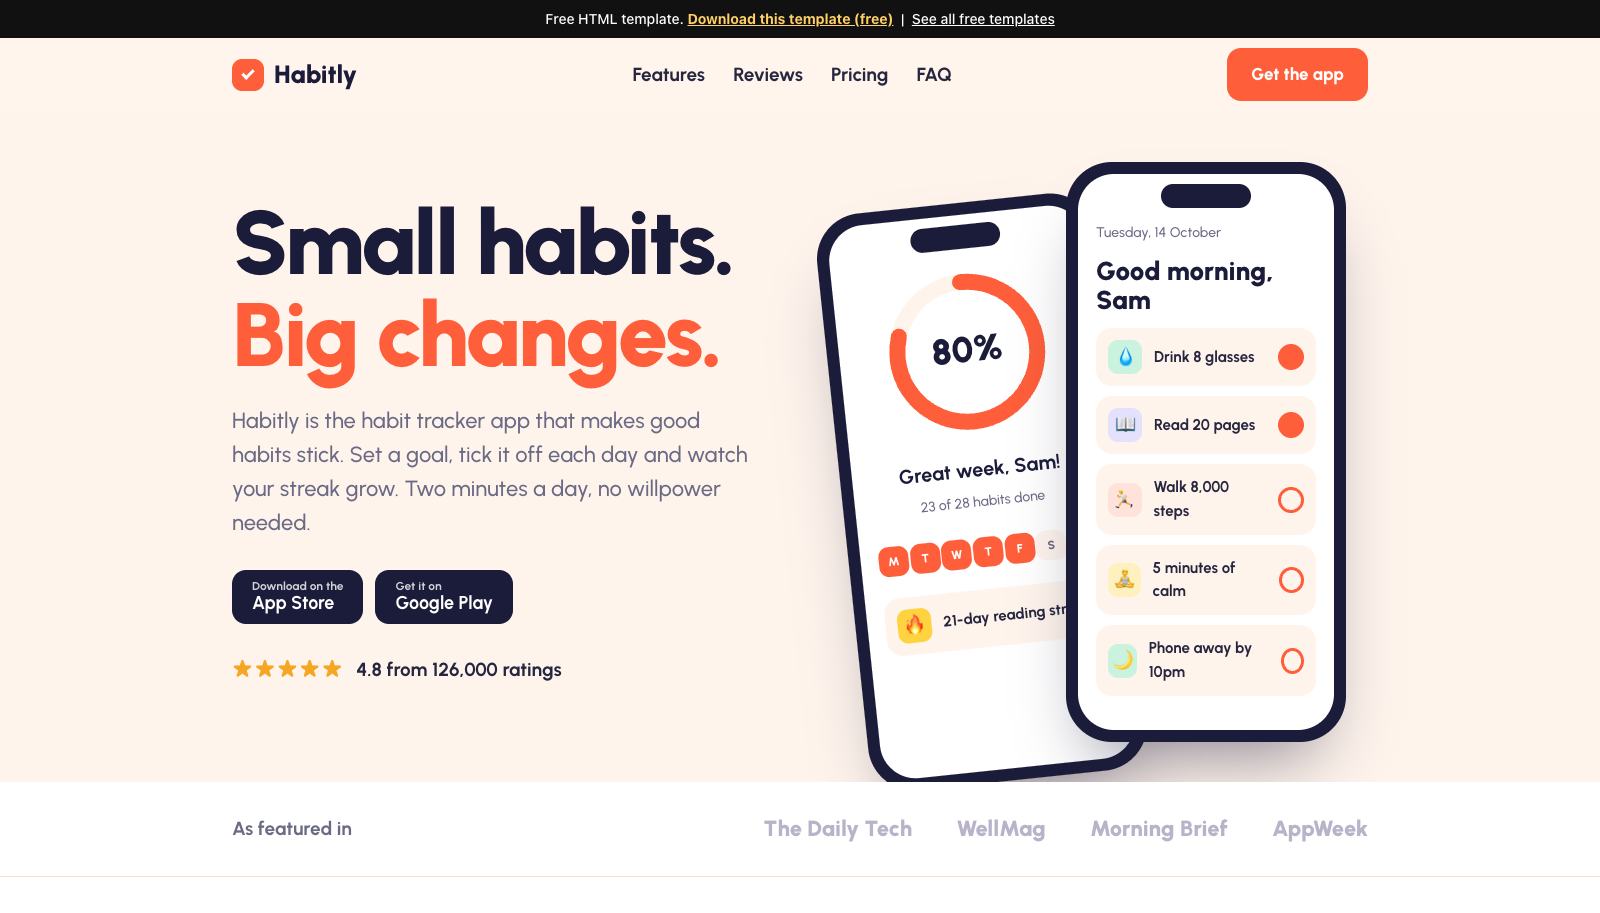 Free HTML template. Download this template (free) | See all free templates
Habitly
Features Reviews Pricing FAQ
Get the app
Small habits.
Big changes.
Habitly is the habit tracker app that makes good
habits stick. Set a goal, tick it off each day and watch
your streak grow. Two minutes a day, no willpower
needed.
Download on the
App Store
Get it on
Google Play
4.8 from 126,000 ratings
80%
Great week, Sam!
23 of 28 habits done
M T W T F S
21-day reading str
Tuesday, 14 October
Good morning,
Sam
Drink 8 glasses
Read 20 pages
Walk 8,000
steps
5 minutes of
calm
Phone away by
10pm
As featured in
The Daily Tech WellMag Morning Brief AppWeek